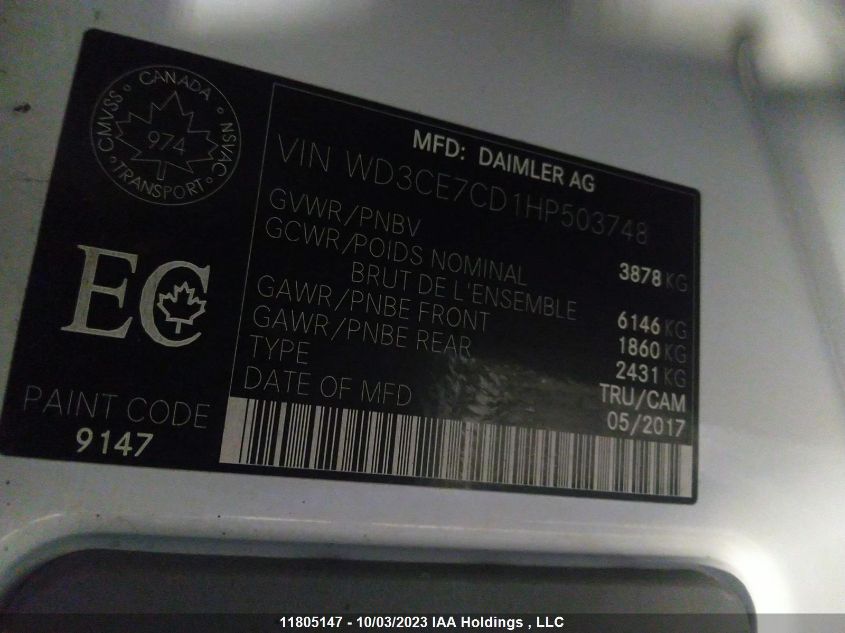 CANADA
CMVSS
NSVAC
974
TRANSPORT
EC
PAINT CODE
9147
MFD: DAIMLER AG
VIN WD3CE7CD1HP503748
GVWR/PNBV 3878 KG
GCWR/POIDS NOMINAL
BRUT DE L'ENSEMBLE 6146 KG
GAWR/PNBE FRONT 1860 KG
GAWR/PNBE REAR 2431 KG
TYPE TRU/CAM
DATE OF MFD 05/2017
11805147 - 10/03/2023 IAA Holdings , LLC